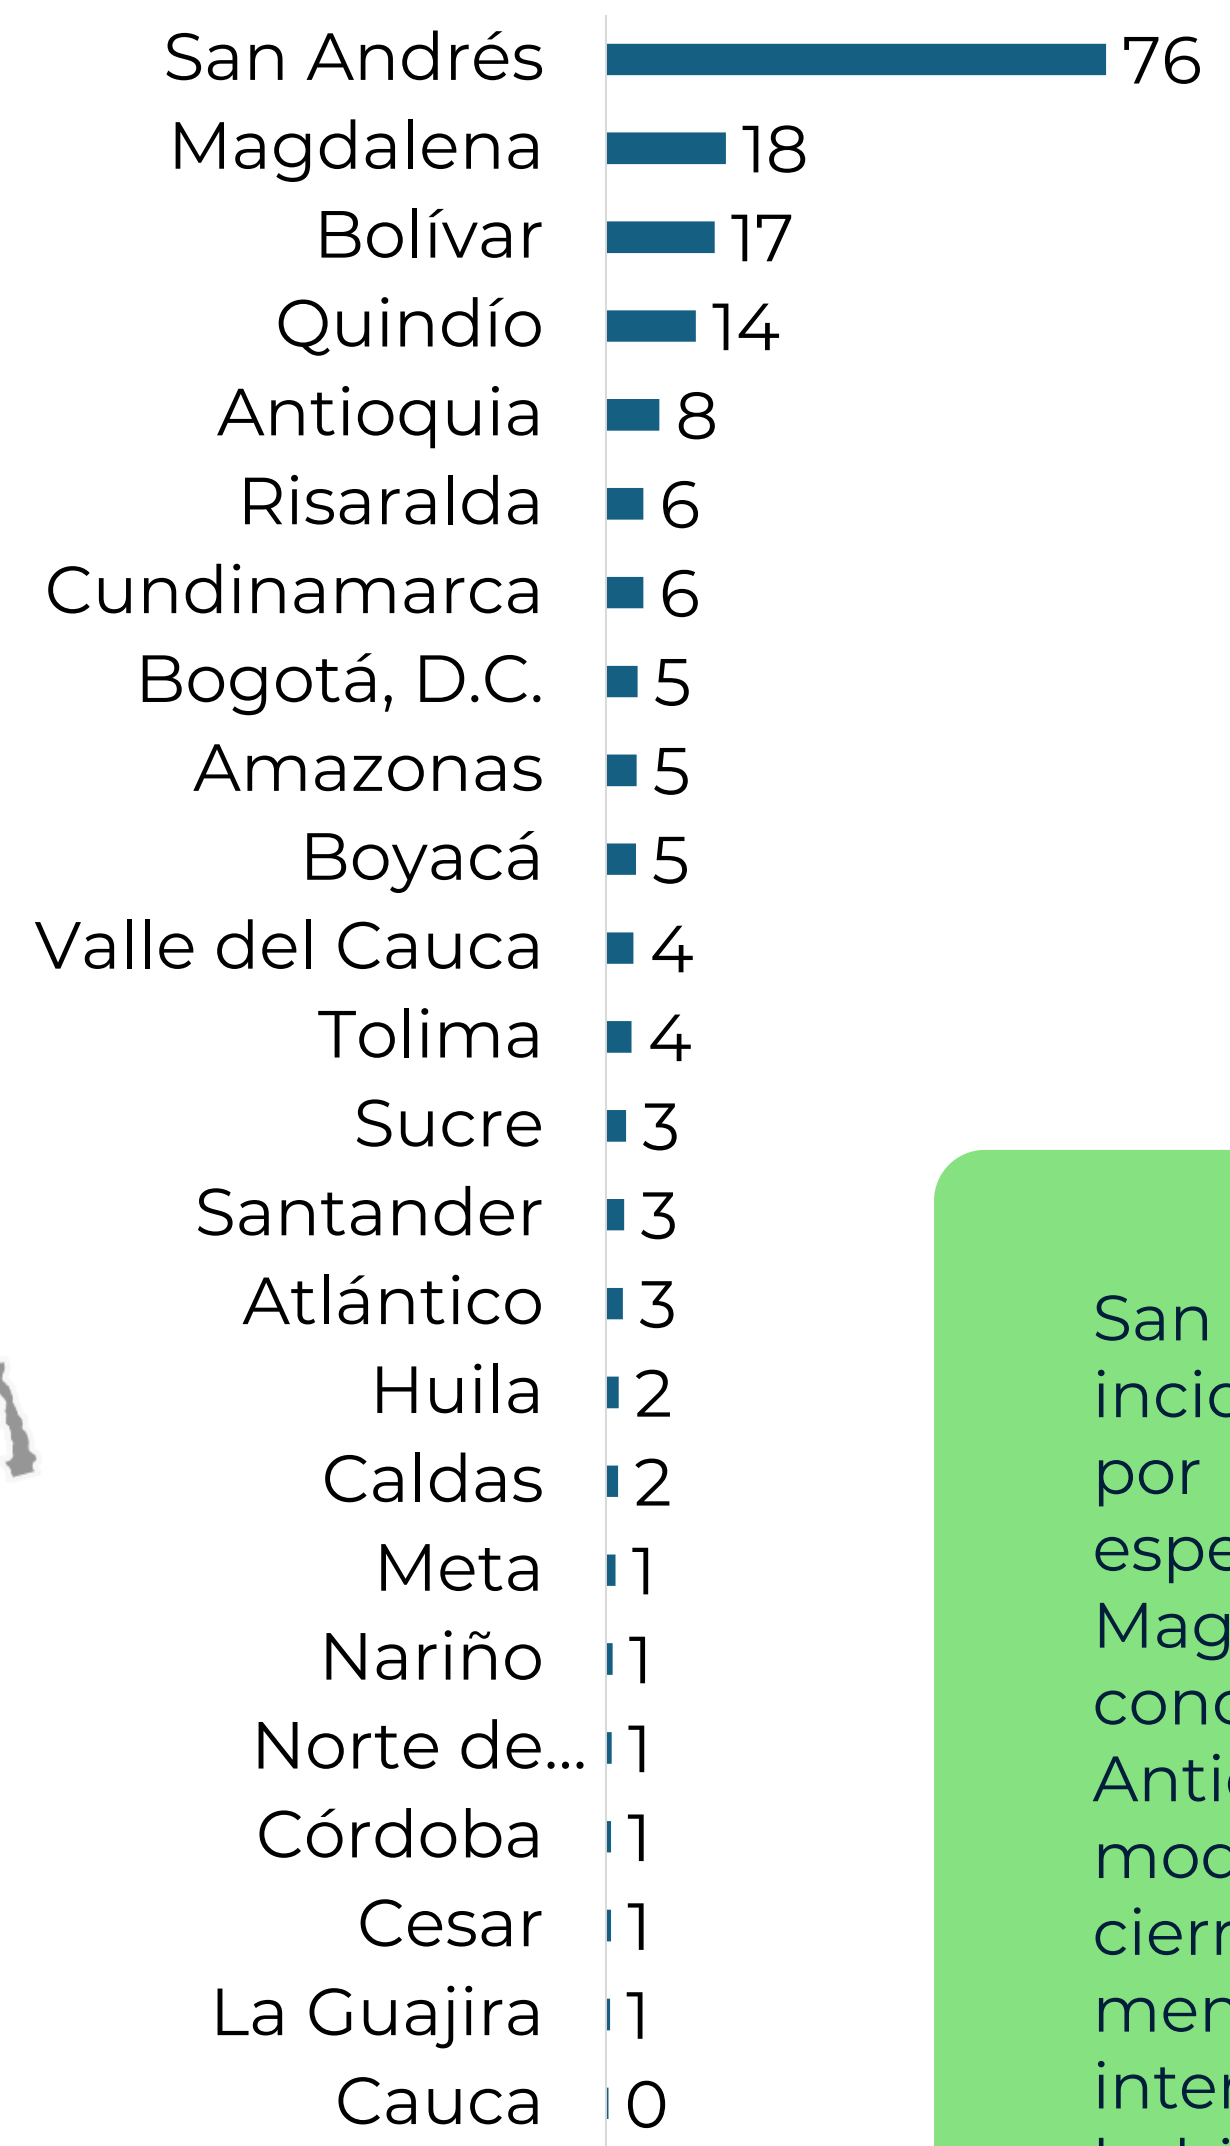 San Andrés 76
Magdalena 18
Bolívar 17
Quindío 14
Antioquia 8
Risaralda 6
Cundinamarca 6
Bogotá, D.C. 5
Amazonas 5
Boyacá 5
Valle del Cauca 4
Tolima 4
Sucre 3
Santander 3
Atlántico 3
Huila 2
Caldas 2
Meta 1
Nariño 1
Norte de... 1
Córdoba 1
Cesar 1
La Guajira 1
Cauca 0
San
por